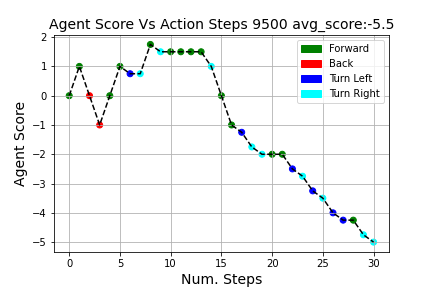 Agent Score Vs Action Steps 9500 avg_score:-5.5
Agent Score
2
1
0
−1
−2
−3
−4
−5
Forward
Back
Turn Left
Turn Right
0 5 10 15 20 25 30
Num. Steps